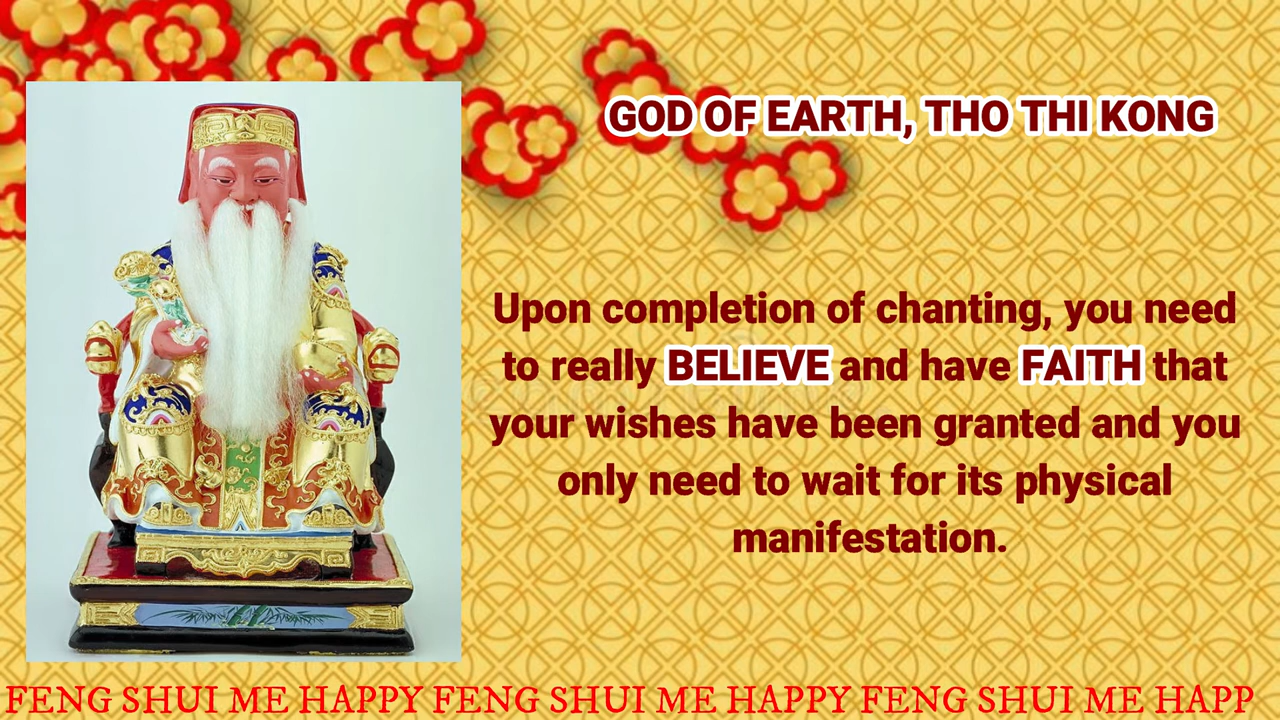 GOD OF EARTH, THO THI KONG
Upon completion of chanting, you need
to really BELIEVE and have FAITH that
your wishes have been granted and you
only need to wait for its physical
manifestation.
FENG SHUI ME HAPPY FENG SHUI ME HAPPY FENG SHUI ME HAPP